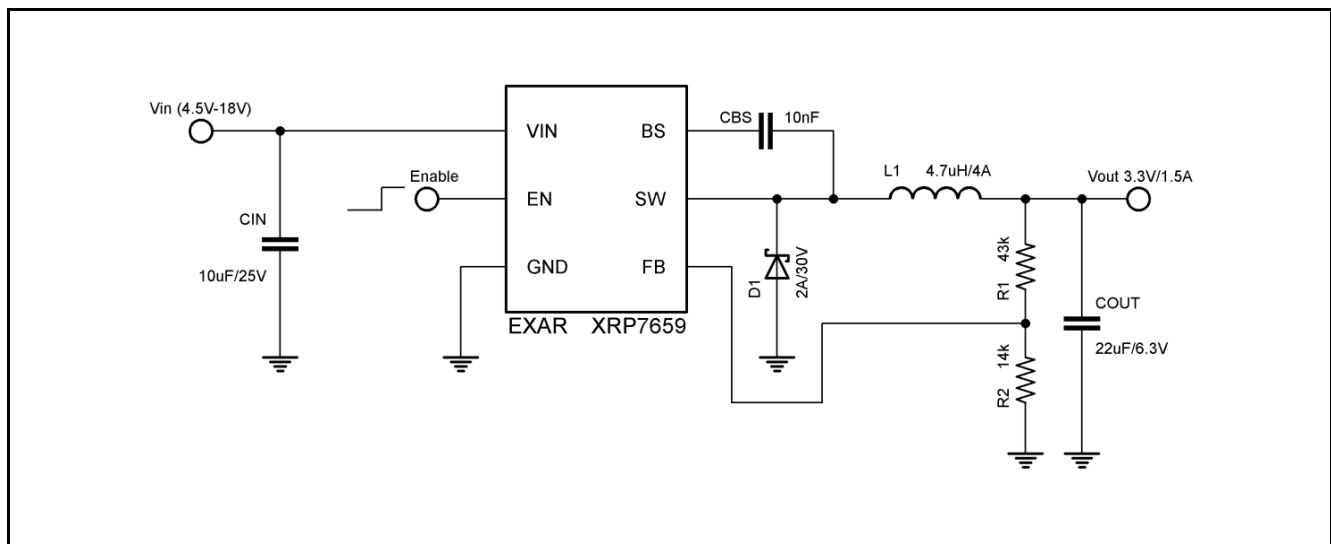 Vin (4.5V-18V)
CIN
10uF/25V
Enable
VIN
EN
GND
BS
SW
FB
EXAR XRP7659
CBS 10nF
D1
2A/30V
L1 4.7uH/4A
Vout 3.3V/1.5A
43k
R1
14k
R2
COUT
22uF/6.3V